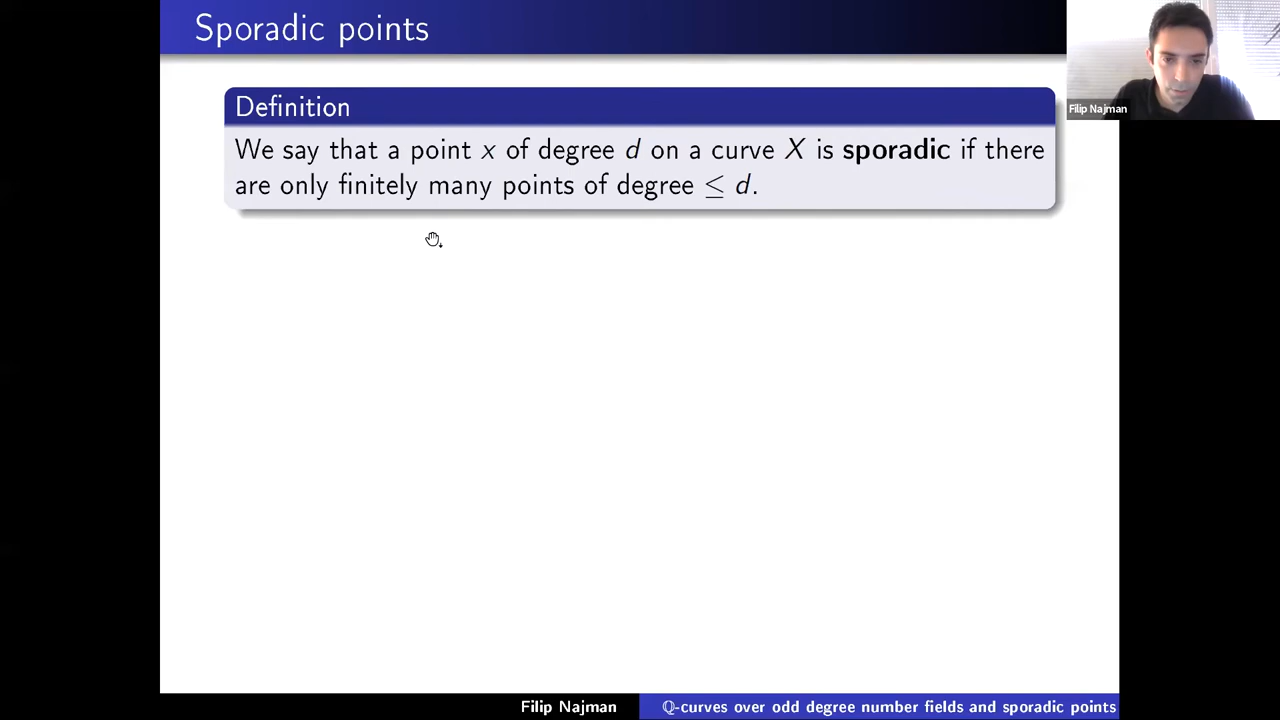 Sporadic points
Filip Najman
Definition
We say that a point x of degree d on a curve X is sporadic if there
are only finitely many points of degree ≤ d.
Filip Najman
ℚ-curves over odd degree number fields and sporadic points